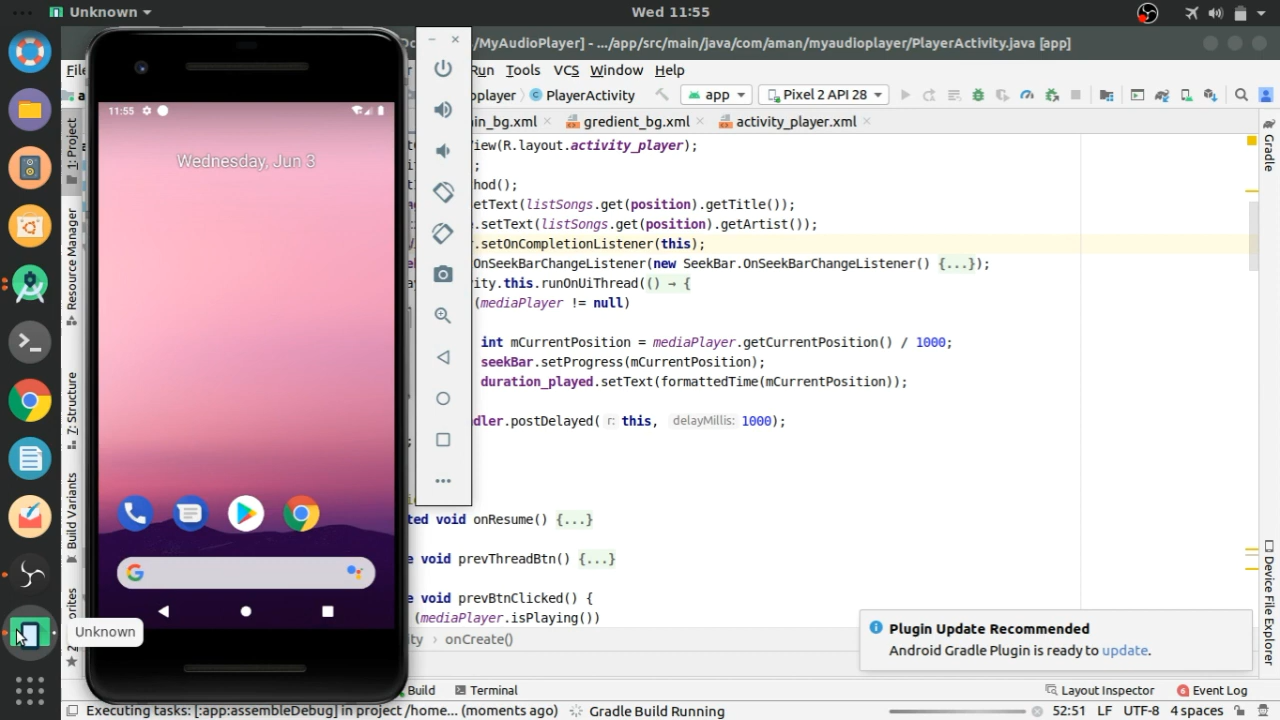 Unknown
Wed 11:55
/MyAudioPlayer] - .../app/src/main/java/com/aman/myaudioplayer/PlayerActivity.java [app]
File
Run Tools VCS Window Help
oplayer PlayerActivity
app
Pixel 2 API 28
in_bg.xml
gredient_bg.xml
activity_player.xml
1: Project
Resource Manager
7: Structure
Build Variants
orites
Gradle
Device File Explorer
11:55
Wednesday, Jun 3
View(R.layout.activity_player);
hod();
setText(listSongs.get(position).getTitle());
.setText(listSongs.get(position).getArtist());
.setOnCompletionListener(this);
OnSeekBarChangeListener(new SeekBar.OnSeekBarChangeListener() {...});
ity.this.runOnUiThread(() → {
(mediaPlayer != null)
int mCurrentPosition = mediaPlayer.getCurrentPosition() / 1000;
seekBar.setProgress(mCurrentPosition);
duration_played.setText(formattedTime(mCurrentPosition));
dler.postDelayed( r: this, delayMillis: 1000);
ted void onResume() {...}
e void prevThreadBtn() {...}
e void prevBtnClicked() {
(mediaPlayer.isPlaying())
ity › onCreate()
Unknown
Plugin Update Recommended
Android Gradle Plugin is ready to update.
Build
Terminal
Layout Inspector
6 Event Log
Executing tasks: [:app:assembleDebug] in project /home... (moments ago)
Gradle Build Running
52:51 LF UTF-8 4 spaces